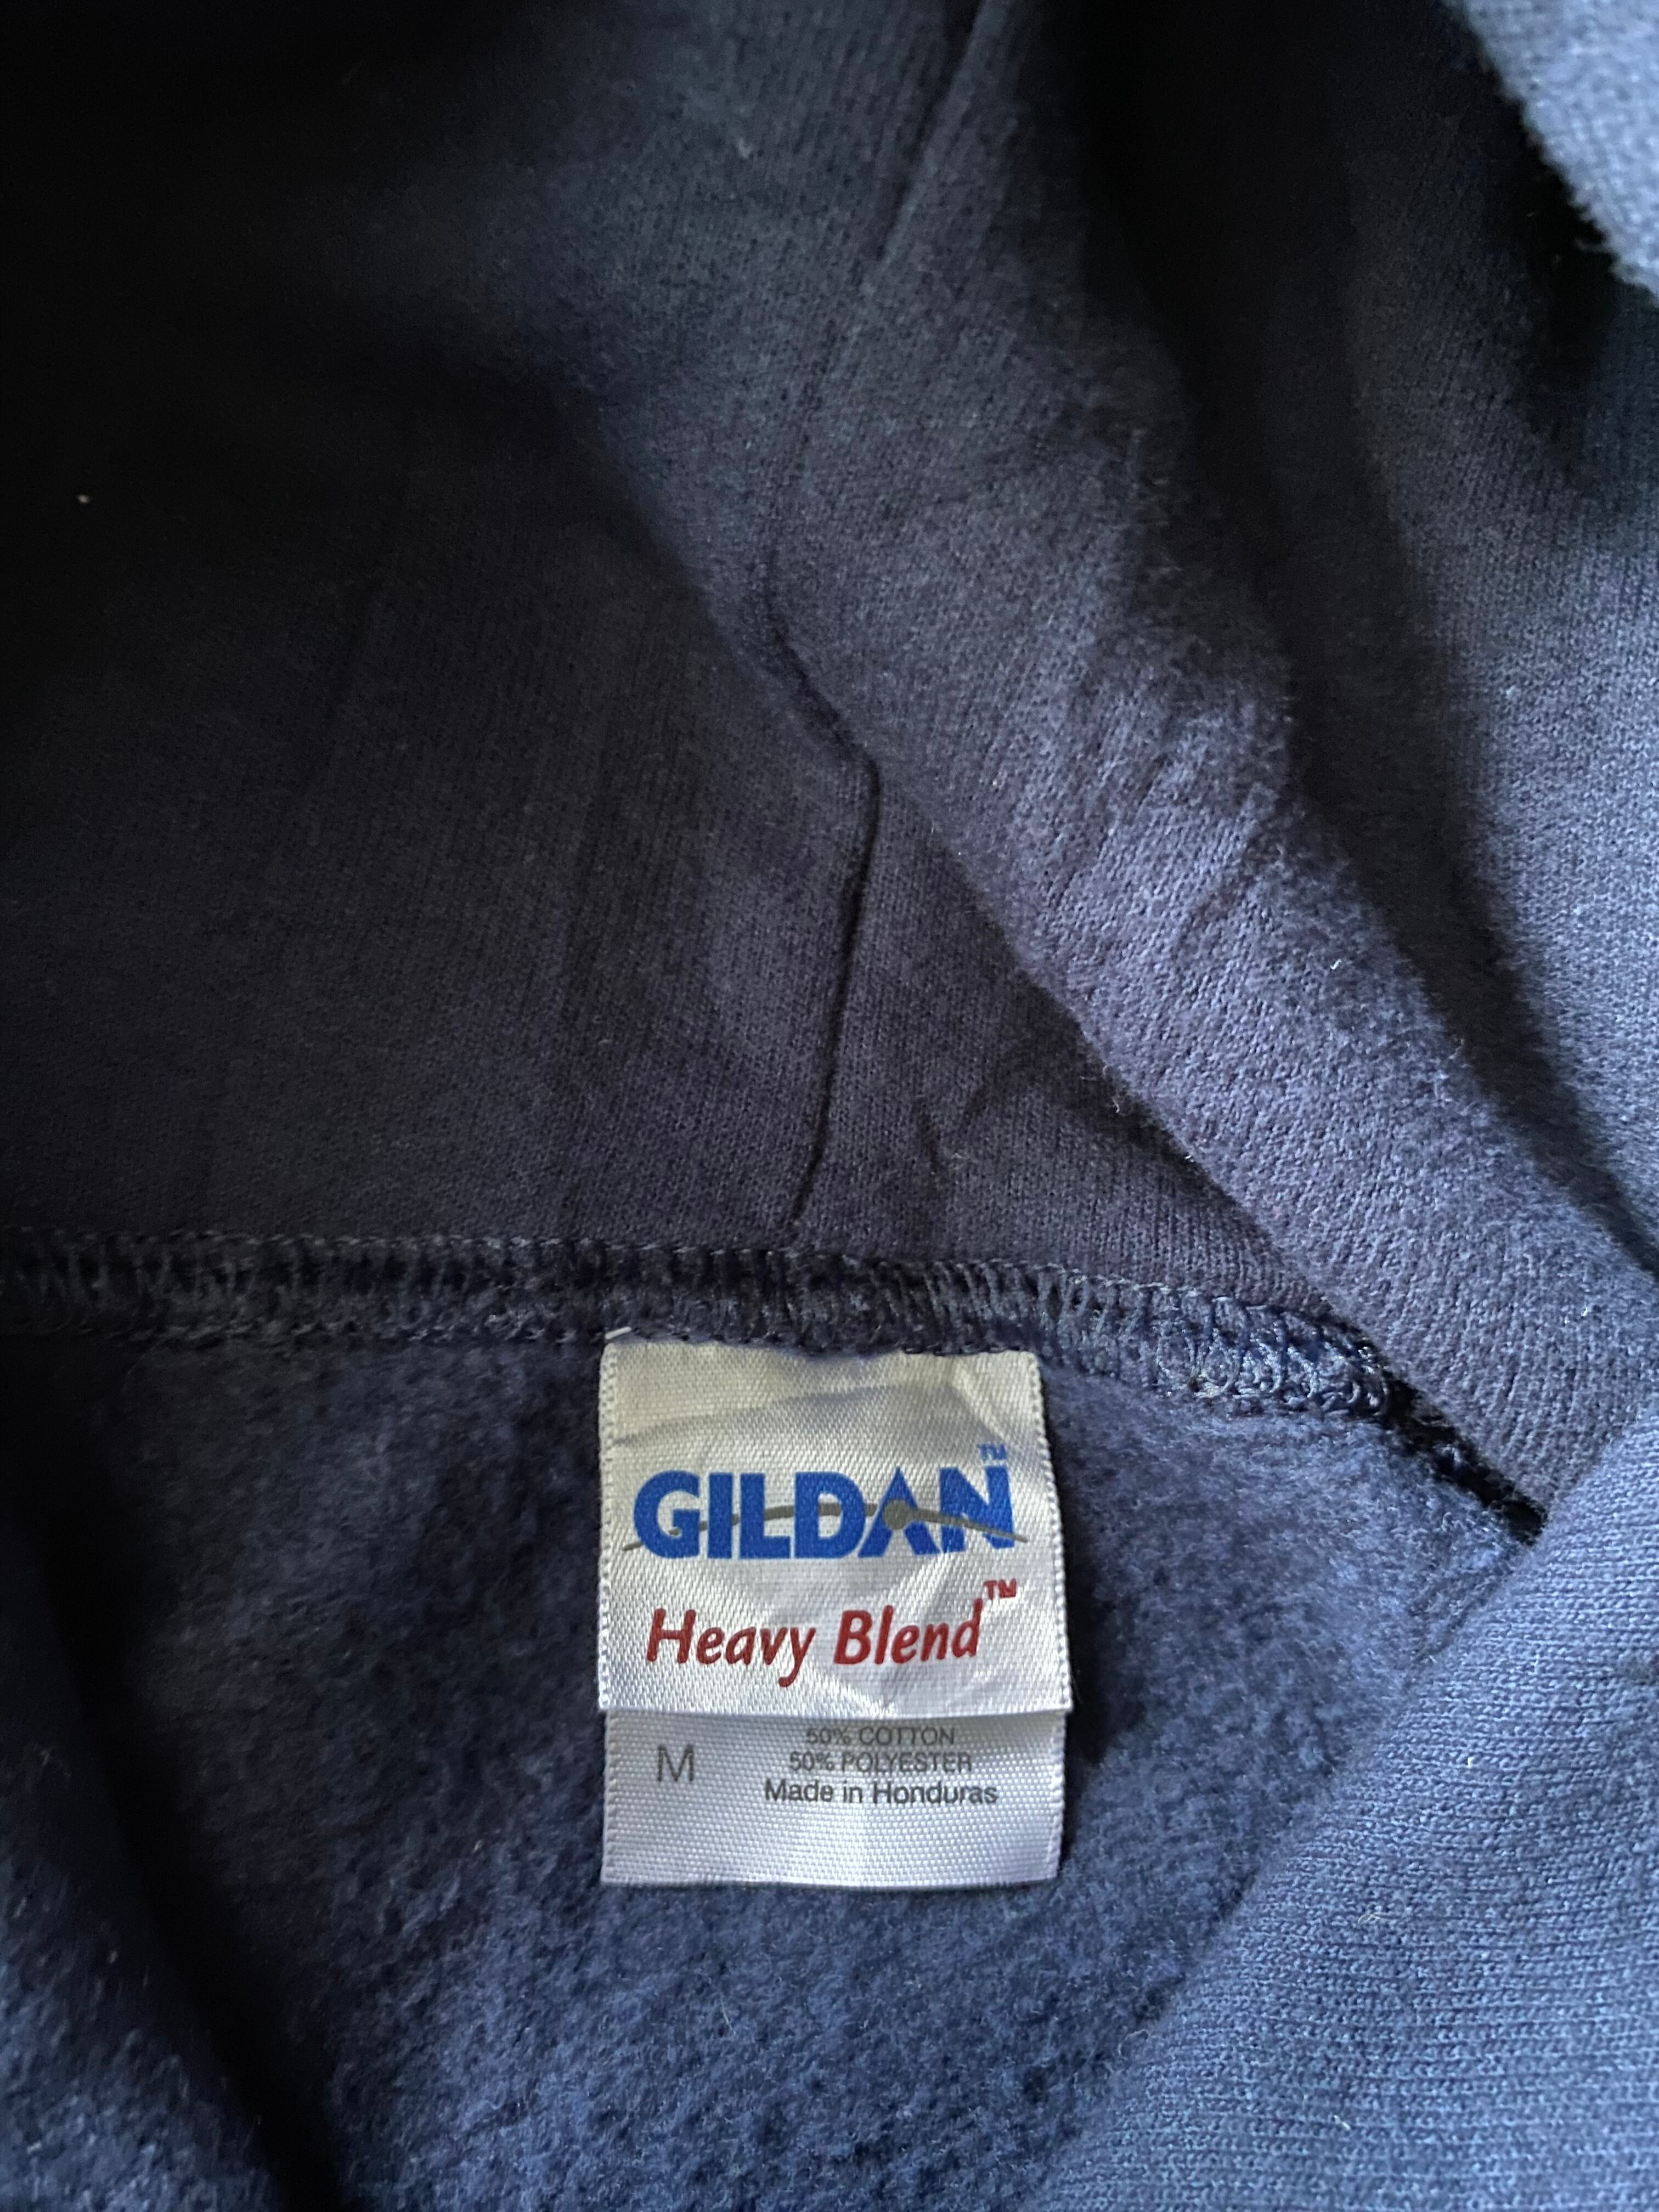 GILDAN™
Heavy Blend™
50% COTTON
M 50% POLYESTER
Made in Honduras